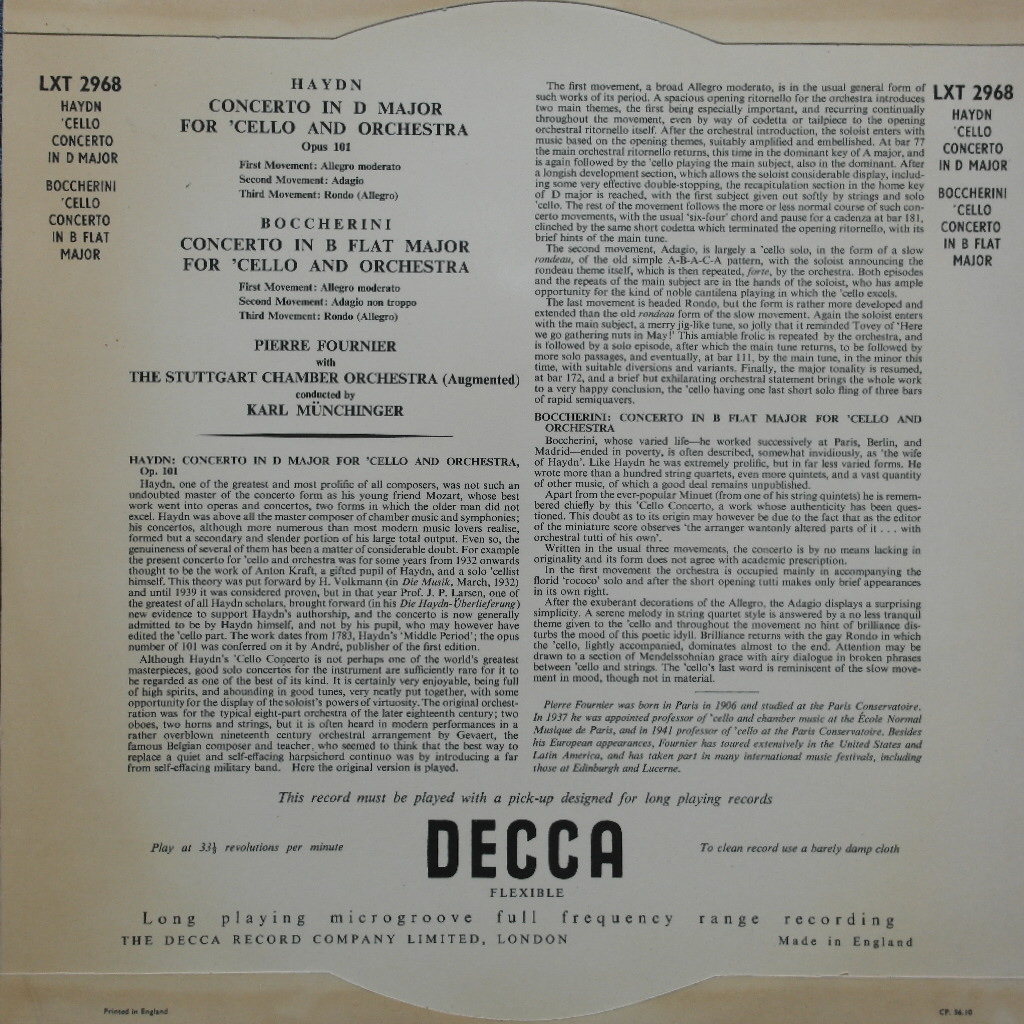 LXT 2968
HAYDN
'CELLO
CONCERTO
IN D MAJOR
BOCCHERINI
'CELLO
CONCERTO
IN B FLAT
MAJOR
HAYDN
CONCERTO IN D MAJOR
FOR 'CELLO AND ORCHESTRA
Opus 101
First Movement: Allegro moderato
Second Movement: Adagio
Third Movement: Rondo (Allegro)
BOCCHERINI
CONCERTO IN B FLAT MAJOR
FOR 'CELLO AND ORCHESTRA
First Movement: Allegro moderato
Second Movement: Adagio non troppo
Third Movement: Rondo (Allegro)
PIERRE FOURNIER
with
THE STUTTGART CHAMBER ORCHESTRA (Augmented)
conducted by
KARL MÜNCHINGER
HAYDN: CONCERTO IN D MAJOR FOR 'CELLO AND ORCHESTRA,
Op. 101
Haydn, one of the greatest and most prolific of all composers, was not such an
undoubted master of the concerto form as his young friend Mozart, whose best
work went into operas and concertos, two forms in which the older man did not
excel. Haydn was above all the master composer of chamber music and symphonies;
his concertos, although more numerous than most modern music lovers realise,
formed but a secondary and slender portion of his large total output. Even so, the
genuineness of several of them has been a matter of considerable doubt. For example
the present concerto for 'cello and orchestra was for some years from 1932 onwards
thought to be the work of Anton Kraft, a gifted pupil of Haydn, and a solo 'cellist
himself. This theory was put forward by H. Volkmann (in Die Musik, March, 1932)
and until 1939 it was considered proven, but in that year Prof. J. P. Larsen, one of
the greatest of all Haydn scholars, brought forward (in his Die Haydn-Überlieferung)
new evidence to support Haydn's authorship, and the concerto is now generally
admitted to be by Haydn himself, and not by his pupil, who may however have
edited the 'cello part. The work dates from 1783, Haydn's 'Middle Period'; the opus
number of 101 was conferred on it by André, publisher of the first edition.
Although Haydn's 'Cello Concerto is not perhaps one of the world's greatest
masterpieces, good solo concertos for the instrument are sufficiently rare for it to
be regarded as one of the best of its kind. It is certainly very enjoyable, being full
of high spirits, and abounding in good tunes, very neatly put together, with some
opportunity for the display of the soloist's powers of virtuosity. The original orchest-
ration was for the typical eight-part orchestra of the later eighteenth century; two
oboes, two horns and strings, but it is often heard in modern performances in a
rather overblown nineteenth century orchestral arrangement by Gevaert, the
famous Belgian composer and teacher, who seemed to think that the best way to
replace a quiet and self-effacing harpsichord continuo was by introducing a far
from self-effacing military band. Here the original version is played.
The first movement, a broad Allegro moderato, is in the usual general form of
such works of its period. A spacious opening ritornello for the orchestra introduces
two main themes, the first being especially important, and recurring continually
throughout the movement, even by way of codetta or tailpiece to the opening
orchestral ritornello itself. After the orchestral introduction, the soloist enters with
music based on the opening themes, suitably amplified and embellished. At bar 77
the main orchestral ritornello returns, this time in the dominant key of A major, and
is again followed by the 'cello playing the main subject, also in the dominant. After
a longish development section, which allows the soloist considerable display, includ-
ing some very effective double-stopping, the recapitulation section in the home key
of D major is reached, with the first subject given out softly by strings and solo
'cello. The rest of the movement follows the more or less normal course of such con-
certo movements, with the usual 'six-four' chord and pause for a cadenza at bar 181,
clinched by the same short codetta which terminated the opening ritornello, with its
brief hints of the main tune.
The second movement, Adagio, is largely a 'cello solo, in the form of a slow
rondeau, of the old simple A-B-A-C-A pattern, with the soloist announcing the
rondeau theme itself, which is then repeated, forte, by the orchestra. Both episodes
and the repeats of the main subject are in the hands of the soloist, who has ample
opportunity for the kind of noble cantilena playing in which the 'cello excels.
The last movement is headed Rondo, but the form is rather more developed and
extended than the old rondeau form of the slow movement. Again the soloist enters
with the main subject, a merry jig-like tune, so jolly that it reminded Tovey of 'Here
we go gathering nuts in May!' This amiable frolic is repeated by the orchestra, and
is followed by a solo episode, after which the main tune returns, to be followed by
more solo passages, and eventually, at bar 111, by the main tune, in the minor this
time, with suitable diversions and variants. Finally, the major tonality is resumed,
at bar 172, and a brief but exhilarating orchestral statement brings the whole work
to a very happy conclusion, the 'cello having one last short solo fling of three bars
of rapid semiquavers.
BOCCHERINI: CONCERTO IN B FLAT MAJOR FOR 'CELLO AND
ORCHESTRA
Boccherini, whose varied life—he worked successively at Paris, Berlin, and
Madrid—ended in poverty, is often described, somewhat invidiously, as 'the wife
of Haydn'. Like Haydn he was extremely prolific, but in far less varied forms. He
wrote more than a hundred string quartets, even more quintets, and a vast quantity
of other music, of which a good deal remains unpublished.
Apart from the ever-popular Minuet (from one of his string quintets) he is remem-
bered chiefly by this 'Cello Concerto, a work whose authenticity has been ques-
tioned. This doubt as to its origin may however be due to the fact that as the editor
of the miniature score observes 'the arranger wantonly altered parts of it . . . with
orchestral tutti of his own'.
Written in the usual three movements, the concerto is by no means lacking in
originality and its form does not agree with academic prescription.
In the first movement the orchestra is occupied mainly in accompanying the
florid 'rococo' solo and after the short opening tutti makes only brief appearances
in its own right.
After the exuberant decorations of the Allegro, the Adagio displays a surprising
simplicity. A serene melody in string quartet style is answered by a no less tranquil
theme given to the 'cello and throughout the movement no hint of brilliance dis-
turbs the mood of this poetic idyll. Brilliance returns with the gay Rondo in which
the 'cello, lightly accompanied, dominates almost to the end. Attention may be
drawn to a section of Mendelssohnian grace with airy dialogue in broken phrases
between 'cello and strings. The 'cello's last word is reminiscent of the slow move-
ment in mood, though not in material.
Pierre Fournier was born in Paris in 1906 and studied at the Paris Conservatoire.
In 1937 he was appointed professor of 'cello and chamber music at the École Normal
Musique de Paris, and in 1941 professor of 'cello at the Paris Conservatoire. Besides
his European appearances, Fournier has toured extensively in the United States and
Latin America, and has taken part in many international music festivals, including
those at Edinburgh and Lucerne.
LXT 2968
HAYDN
'CELLO
CONCERTO
IN D MAJOR
BOCCHERINI
'CELLO
CONCERTO
IN B FLAT
MAJOR
This record must be played with a pick-up designed for long playing records
Play at 33⅓ revolutions per minute
DECCA
To clean record use a barely damp cloth
FLEXIBLE
Long playing microgroove full frequency range recording
THE DECCA RECORD COMPANY LIMITED, LONDON
Made in England
Printed in England
CP. 56.10